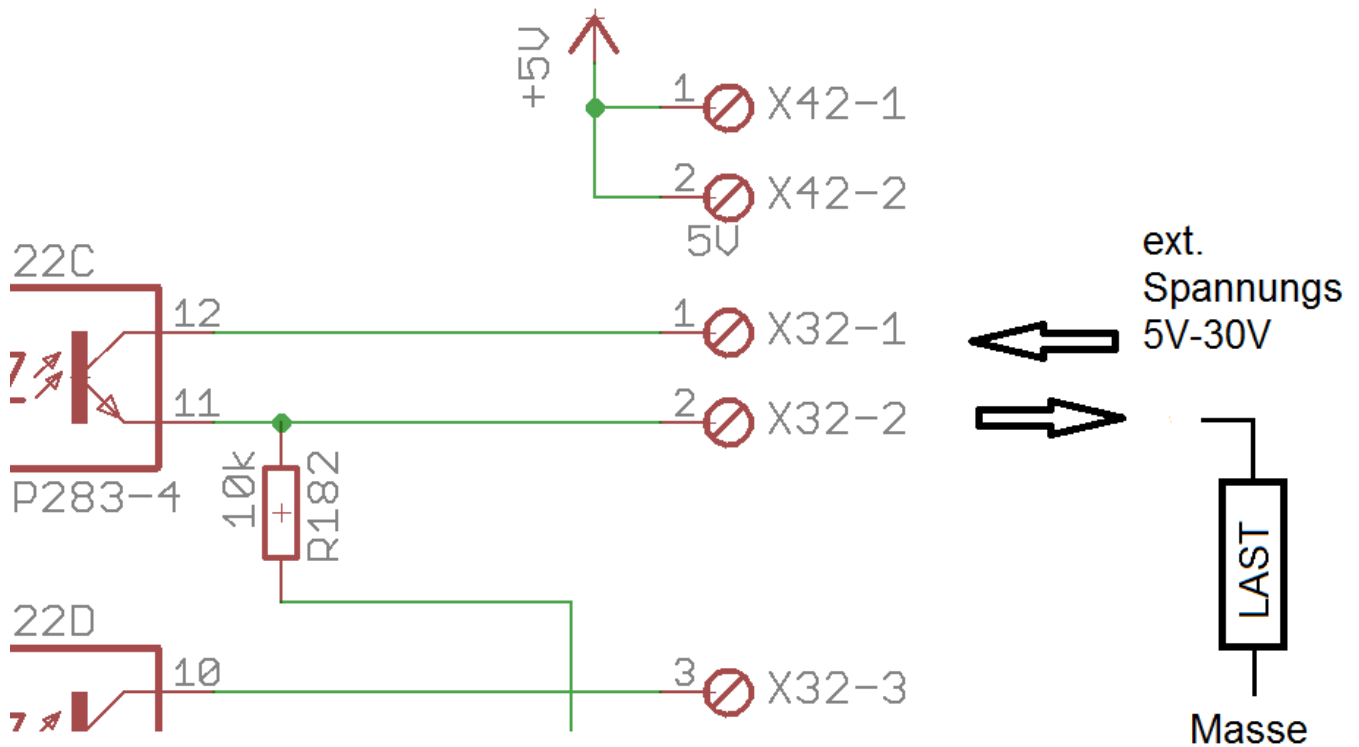 +5V
1 X42-1
2 X42-2
5V
ext.
Spannungs
5V-30V
22C
12 1 X32-1
11 2 X32-2
10k
R182
P283-4
LAST
22D
10 3 X32-3
Masse